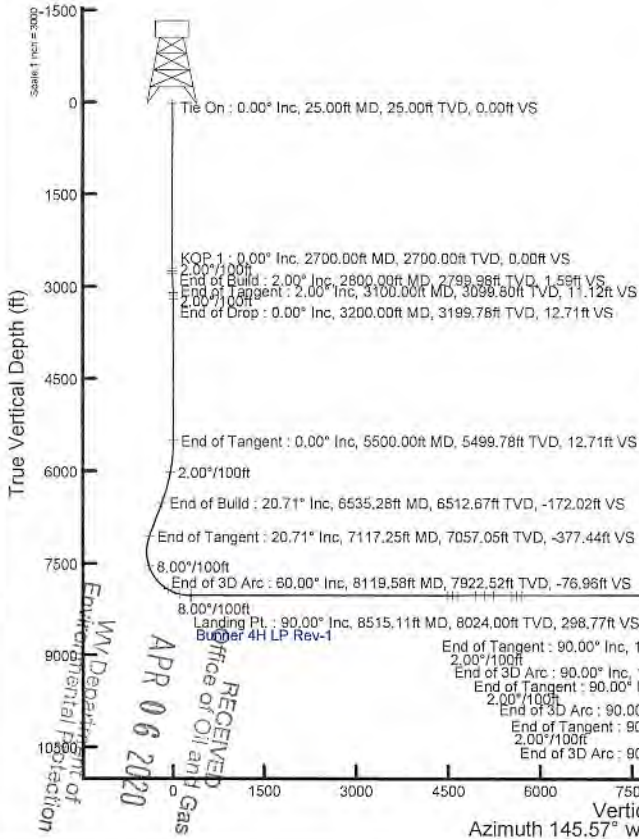 Scale 1 inch = 3000
-1500
0
1500
3000
4500
6000
7500
9000
10500
True Vertical Depth (ft)
Tie On : 0.00° Inc, 25.00ft MD, 25.00ft TVD, 0.00ft VS
KOP 1 : 0.00° Inc, 2700.00ft MD, 2700.00ft TVD, 0.00ft VS
2.00°/100ft
End of Build : 2.00° Inc, 2800.00ft MD, 2799.98ft TVD, 1.59ft VS
End of Tangent : 2.00° Inc, 3100.00ft MD, 3099.80ft TVD, 11.12ft VS
2.00°/100ft
End of Drop : 0.00° Inc, 3200.00ft MD, 3199.78ft TVD, 12.71ft VS
End of Tangent : 0.00° Inc, 5500.00ft MD, 5499.78ft TVD, 12.71ft VS
2.00°/100ft
End of Build : 20.71° Inc, 6535.28ft MD, 6512.67ft TVD, -172.02ft VS
End of Tangent : 20.71° Inc, 7117.25ft MD, 7057.05ft TVD, -377.44ft VS
8.00°/100ft
End of 3D Arc : 60.00° Inc, 8119.58ft MD, 7922.52ft TVD, -76.96ft VS
8.00°/100ft
Landing Pt. : 90.00° Inc, 8515.11ft MD, 8024.00ft TVD, 298.77ft VS
Bunner 4H LP Rev-1
End of Tangent : 90.00° Inc, 1
2.00°/100ft
End of 3D Arc : 90.00° Inc,
End of Tangent : 90.00°
2.00°/100ft
End of 3D Arc : 90.00
End of Tangent : 90
2.00°/100ft
End of 3D Arc : 90
RECEIVED
Office of Oil and Gas
APR 06 2020
WV Department of
Environmental Protection
0
1500
3000
4500
6000
750
Vertic
Azimuth 145.57° w